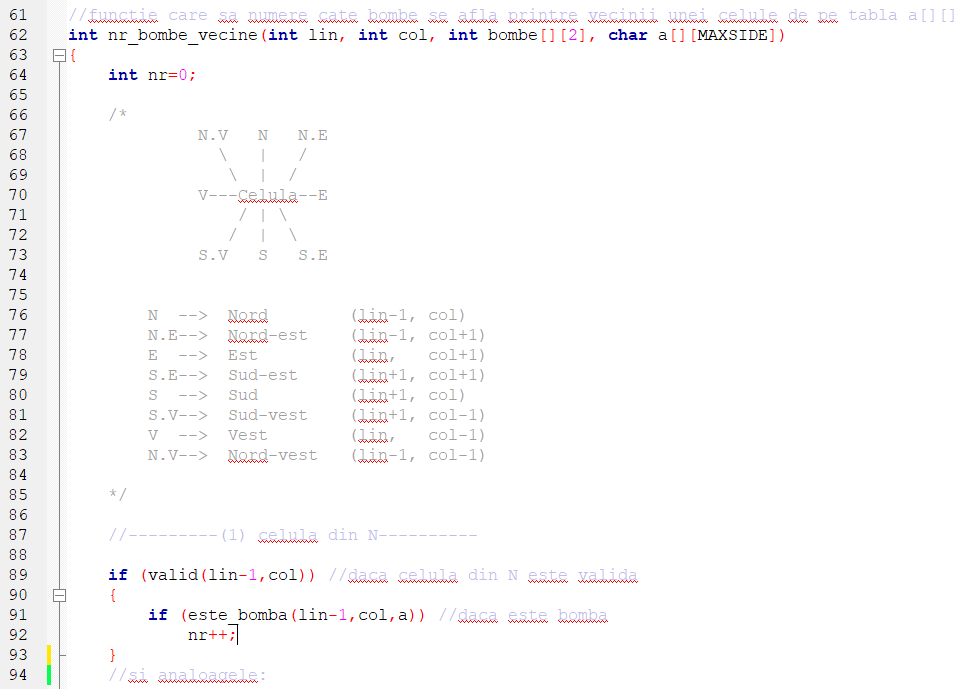 61 //functie care sa numere cate bombe se afla printre vecinii unei celule de pe tabla a[][]
62 int nr_bombe_vecine(int lin, int col, int bombe[][2], char a[][MAXSIDE])
63 {
64 int nr=0;
65
66 /*
67 N.V N N.E
68 \ | /
69 \ | /
70 V---Celula--E
71 / | \
72 / | \
73 S.V S S.E
74
75
76 N --> Nord (lin-1, col)
77 N.E--> Nord-est (lin-1, col+1)
78 E --> Est (lin, col+1)
79 S.E--> Sud-est (lin+1, col+1)
80 S --> Sud (lin+1, col)
81 S.V--> Sud-vest (lin+1, col-1)
82 V --> Vest (lin, col-1)
83 N.V--> Nord-vest (lin-1, col-1)
84
85 */
86
87 //---------(1) celula din N----------
88
89 if (valid(lin-1,col)) //daca celula din N este valida
90 {
91 if (este_bomba(lin-1,col,a)) //daca este bomba
92 nr++;
93 }
94 //si analoagele: